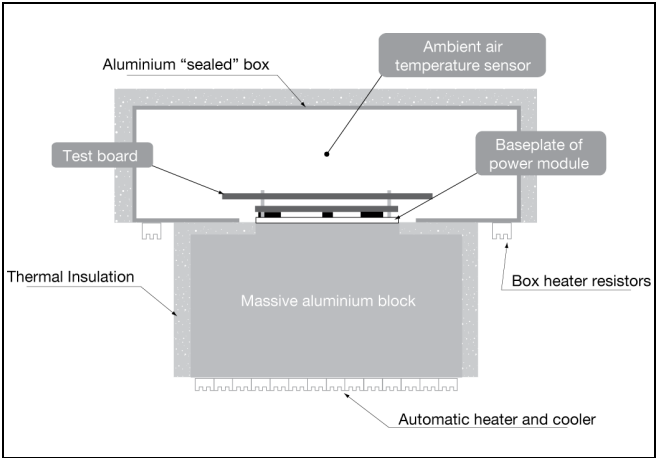 Ambient air
temperature sensor
Aluminium “sealed” box
Test board
Baseplate of
power module
Thermal Insulation
Box heater resistors
Massive aluminium block
Automatic heater and cooler